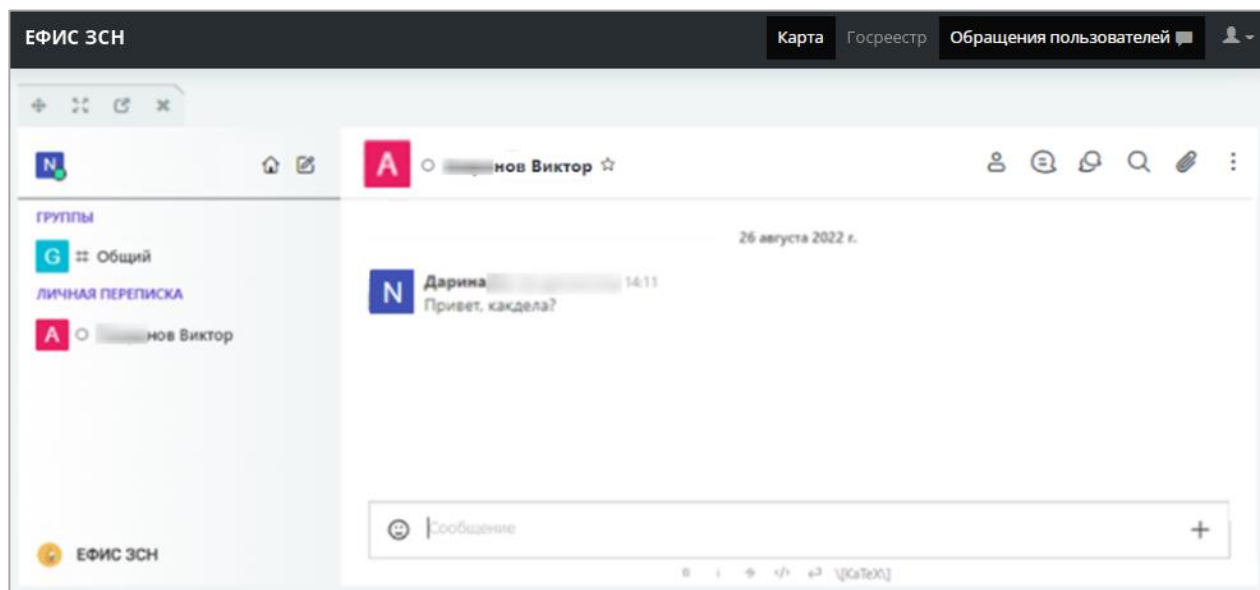 ЕФИС ЗСН
Карта Госреестр Обращения пользователей
N
A нов Виктор
ГРУППЫ
26 августа 2022 г.
G # Общий
ЛИЧНАЯ ПЕРЕПИСКА
N Дарина 14:11
Привет, какдела?
A нов Виктор
Сообщение
ЕФИС ЗСН
B i </> \[KaTeX\]